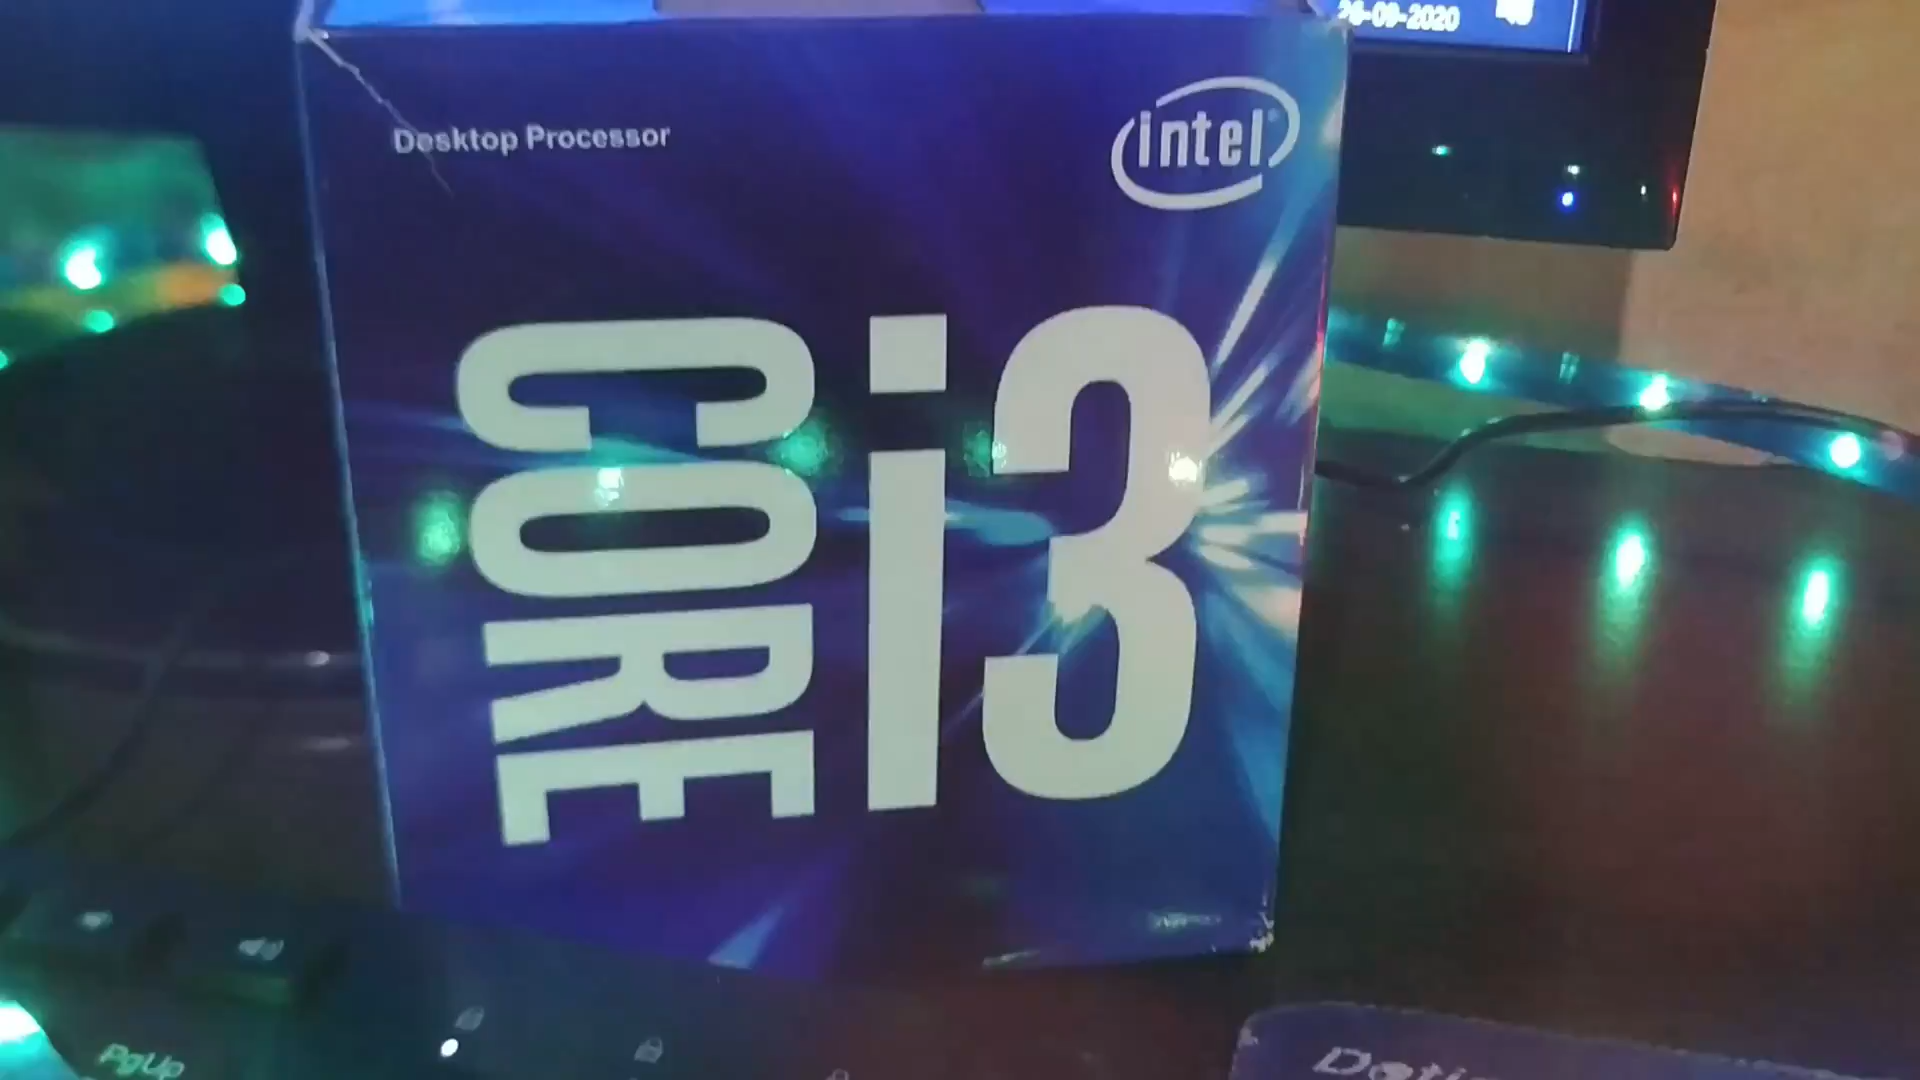 26-09-2020
Desktop Processor
intel
CORE i3
PgUp